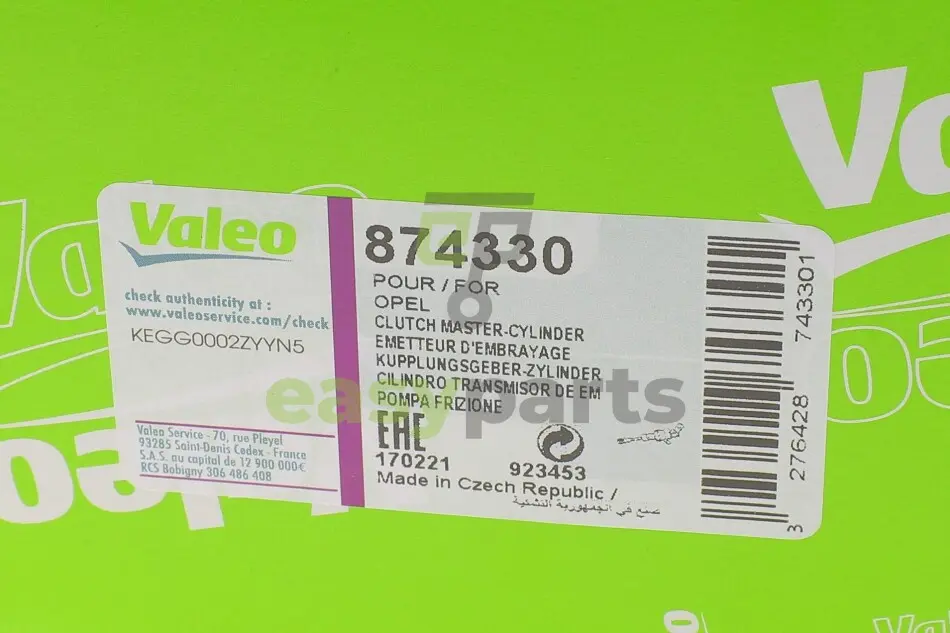 Valeo
check authenticity at :
www.valeoservice.com/check
KEGG0002ZYYN5
Valeo Service - 70, rue Pleyel
93285 Saint-Denis Cedex - France
S.A.S. au capital de 12 900 000€
RCS Bobigny 306 486 408
874330
POUR / FOR
OPEL
CLUTCH MASTER-CYLINDER
EMETTEUR D'EMBRAYAGE
KUPPLUNGSGEBER-ZYLINDER
CILINDRO TRANSMISOR DE EM
POMPA FRIZIONE
EAC
170221
923453
Made in Czech Republic /
صنع في الجمهورية التشيكية
3 276428 743301
easyparts